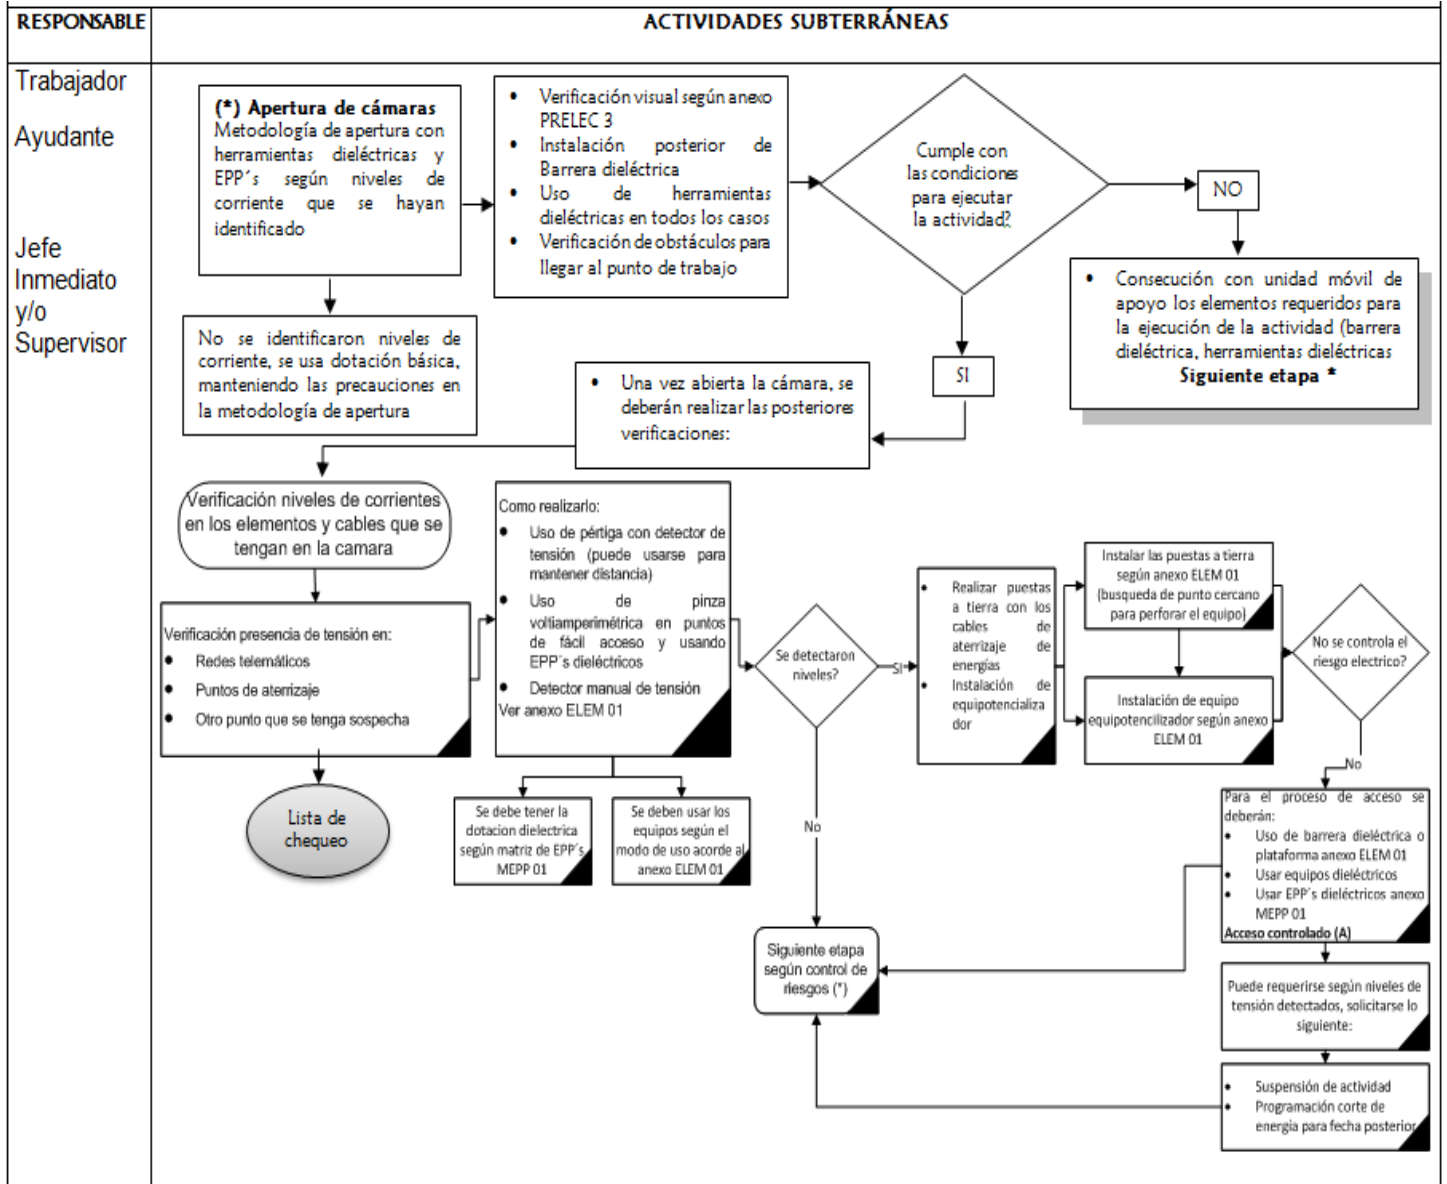 RESPONSABLE
ACTIVIDADES SUBTERRÁNEAS
Trabajador
Ayudante
Jefe
Inmediato
y/o
Supervisor
(*) Apertura de cámaras
Metodología de apertura con
herramientas dieléctricas y
EPP´s según niveles de
corriente que se hayan
identificado
• Verificación visual según anexo
PRELEC 3
• Instalación posterior de
Barrera dieléctrica
• Uso de herramientas
dieléctricas en todos los casos
• Verificación de obstáculos para
llegar al punto de trabajo
Cumple con
las condiciones
para ejecutar
la actividad?
NO
• Consecución con unidad móvil de
apoyo los elementos requeridos para
la ejecución de la actividad (barrera
dieléctrica, herramientas dieléctricas
Siguiente etapa *
SI
No se identificaron niveles de
corriente, se usa dotación básica,
manteniendo las precauciones en
la metodología de apertura
• Una vez abierta la cámara, se
deberán realizar las posteriores
verificaciones:
Verificación niveles de corrientes
en los elementos y cables que se
tengan en la camara
Verificación presencia de tensión en:
• Redes telemáticos
• Puntos de aterrizaje
• Otro punto que se tenga sospecha
Lista de
chequeo
Como realizarlo:
• Uso de pértiga con detector de
tensión (puede usarse para
mantener distancia)
• Uso de pinza
voltiamperimétrica en puntos
de fácil acceso y usando
EPP´s dieléctricos
• Detector manual de tensión
Ver anexo ELEM 01
Se debe tener la
dotacion dielectrica
según matriz de EPP´s
MEPP 01
Se deben usar los
equipos según el
modo de uso acorde al
anexo ELEM 01
Se detectaron
niveles?
SI
No
• Realizar puestas
a tierra con los
cables de
aterrizaje de
energías
• Instalación de
equipotencializa
dor
Instalar las puestas a tierra
según anexo ELEM 01
(busqueda de punto cercano
para perforar el equipo)
Instalación de equipo
equipotencilizador según anexo
ELEM 01
No se controla el
riesgo electrico?
No
Para el proceso de acceso se
deberán:
• Uso de barrera dieléctrica o
plataforma anexo ELEM 01
• Usar equipos dieléctricos
• Usar EPP´s dieléctricos anexo
MEPP 01
Acceso controlado (A)
Siguiente etapa
según control de
riesgos (*)
Puede requerirse según niveles de
tensión detectados, solicitarse lo
siguiente:
• Suspensión de actividad
• Programación corte de
energia para fecha posterior